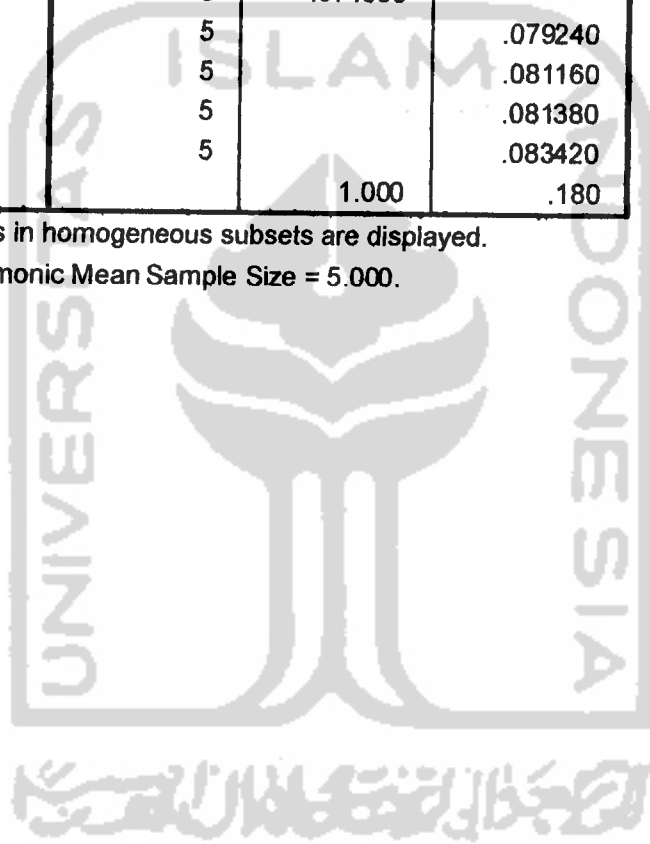 5 .079240
5 .081160
5 .081380
5 .083420
1.000 .180
s in homogeneous subsets are displayed.
monic Mean Sample Size = 5.000.
UNIVERSITAS
ISLAM
INDONESIA